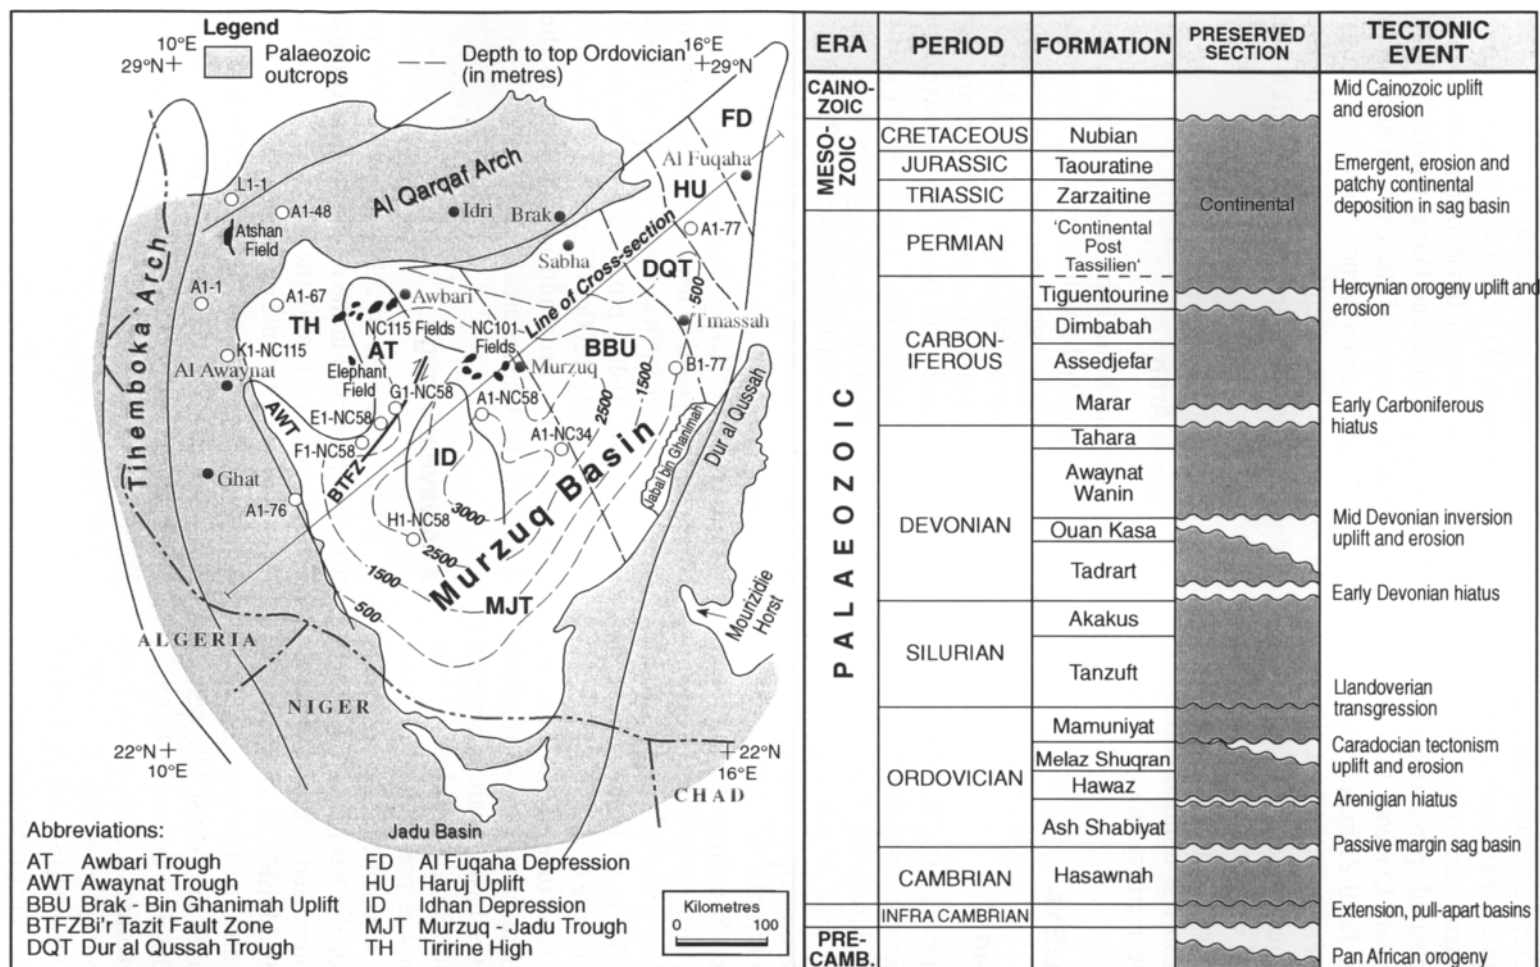 Legend
Palaeozoic
outcrops
Depth to top Ordovician
(in metres)
10°E
29°N
16°E
29°N
FD
Al Fuqaha
HU
Al Qarqaf Arch
L1-1
A1-48
Idri
Brak
Atshan
Field
A1-77
Sabha
DQT
500
Line of Cross-section
Tihemboka Arch
A1-1
A1-67
Awbari
TH
NC115 Fields
NC101
Fields
Tmassah
AT
BBU
K1-NC115
Al Awaynat
Elephant
Field
Murzuq
B1-77
G1-NC58
A1-NC58
1500
2500
AWT
E1-NC58
A1-NC34
F1-NC58
ID
BTFZ
Jabal bin Ghanimah
Dur al Qussah
Ghat
A1-76
3000
H1-NC58
2500
Murzuq Basin
1500
MJT
500
Mourizidie
Horst
ALGERIA
NIGER
22°N
10°E
22°N
16°E
CHAD
Jadu Basin
Abbreviations:
AT Awbari Trough
AWT Awaynat Trough
BBU Brak - Bin Ghanimah Uplift
BTFZ Bi'r Tazit Fault Zone
DQT Dur al Qussah Trough
FD Al Fuqaha Depression
HU Haruj Uplift
ID Idhan Depression
MJT Murzuq - Jadu Trough
TH Tiririne High
Kilometres
0 100
ERA PERIOD FORMATION PRESERVED SECTION TECTONIC EVENT
CAINO-
ZOIC
Mid Cainozoic uplift
and erosion
MESO-
ZOIC
CRETACEOUS Nubian
JURASSIC Taouratine
TRIASSIC Zarzaitine
Continental
Emergent, erosion and
patchy continental
deposition in sag basin
PALAEOZOIC
PERMIAN
'Continental
Post
Tassilien'
Hercynian orogeny uplift and
erosion
CARBON-
IFEROUS
Tiguentourine
Dimbabah
Assedjefar
Marar
Early Carboniferous
hiatus
DEVONIAN
Tahara
Awaynat
Wanin
Ouan Kasa
Tadrart
Mid Devonian inversion
uplift and erosion
Early Devonian hiatus
SILURIAN
Akakus
Tanzuft
Llandoverian
transgression
ORDOVICIAN
Mamuniyat
Melaz Shuqran
Hawaz
Ash Shabiyat
Caradocian tectonism
uplift and erosion
Arenigian hiatus
Passive margin sag basin
CAMBRIAN Hasawnah
INFRA CAMBRIAN
Extension, pull-apart basins
PRE-
CAMB.
Pan African orogeny